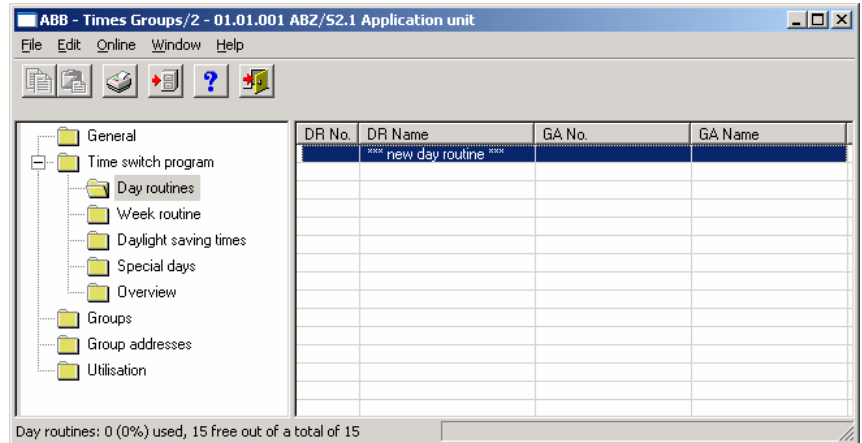 ABB - Times Groups/2 - 01.01.001 ABZ/S2.1 Application unit
File Edit Online Window Help
?
DR No. DR Name GA No. GA Name
*** new day routine ***
General
Time switch program
Day routines
Week routine
Daylight saving times
Special days
Overview
Groups
Group addresses
Utilisation
Day routines: 0 (0%) used, 15 free out of a total of 15